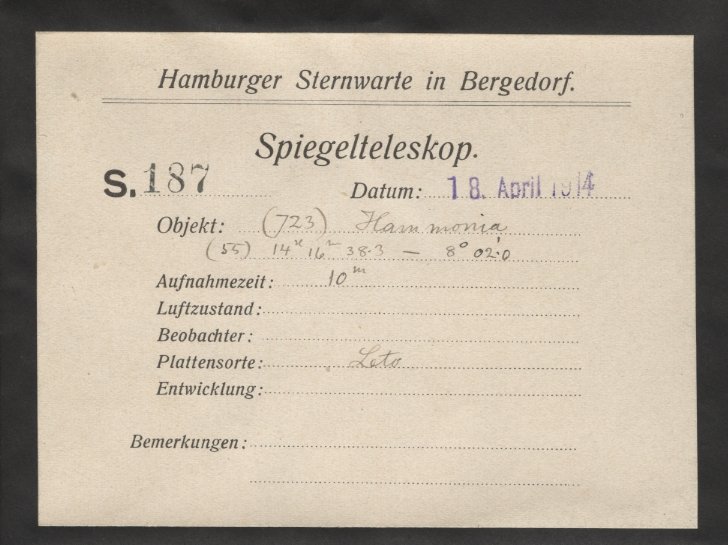 Hamburger Sternwarte in Bergedorf.
Spiegelteleskop.
S. 187
Datum: 18. April 1914
Objekt: (723) Hammonia
(55) 14h 16m 38.3 — 8° 02'.0
Aufnahmezeit: 10m
Luftzustand:
Beobachter:
Plattensorte: Leto
Entwicklung:
Bemerkungen: